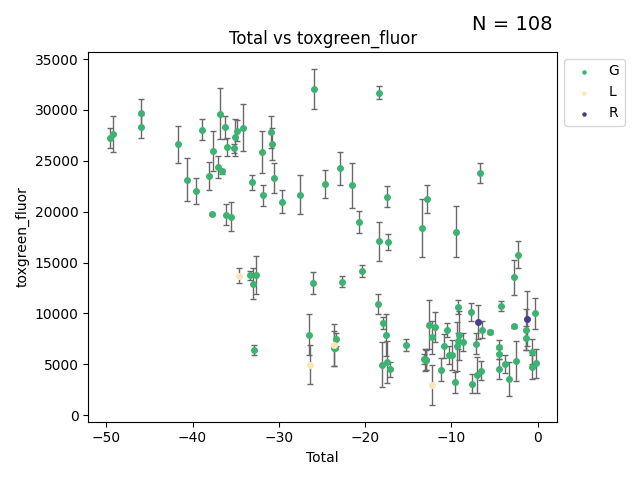 N = 108
Total vs toxgreen_fluor
35000
30000
25000
20000
15000
10000
5000
0
toxgreen_fluor
−50
−40
−30
−20
−10
0
Total
G
L
R